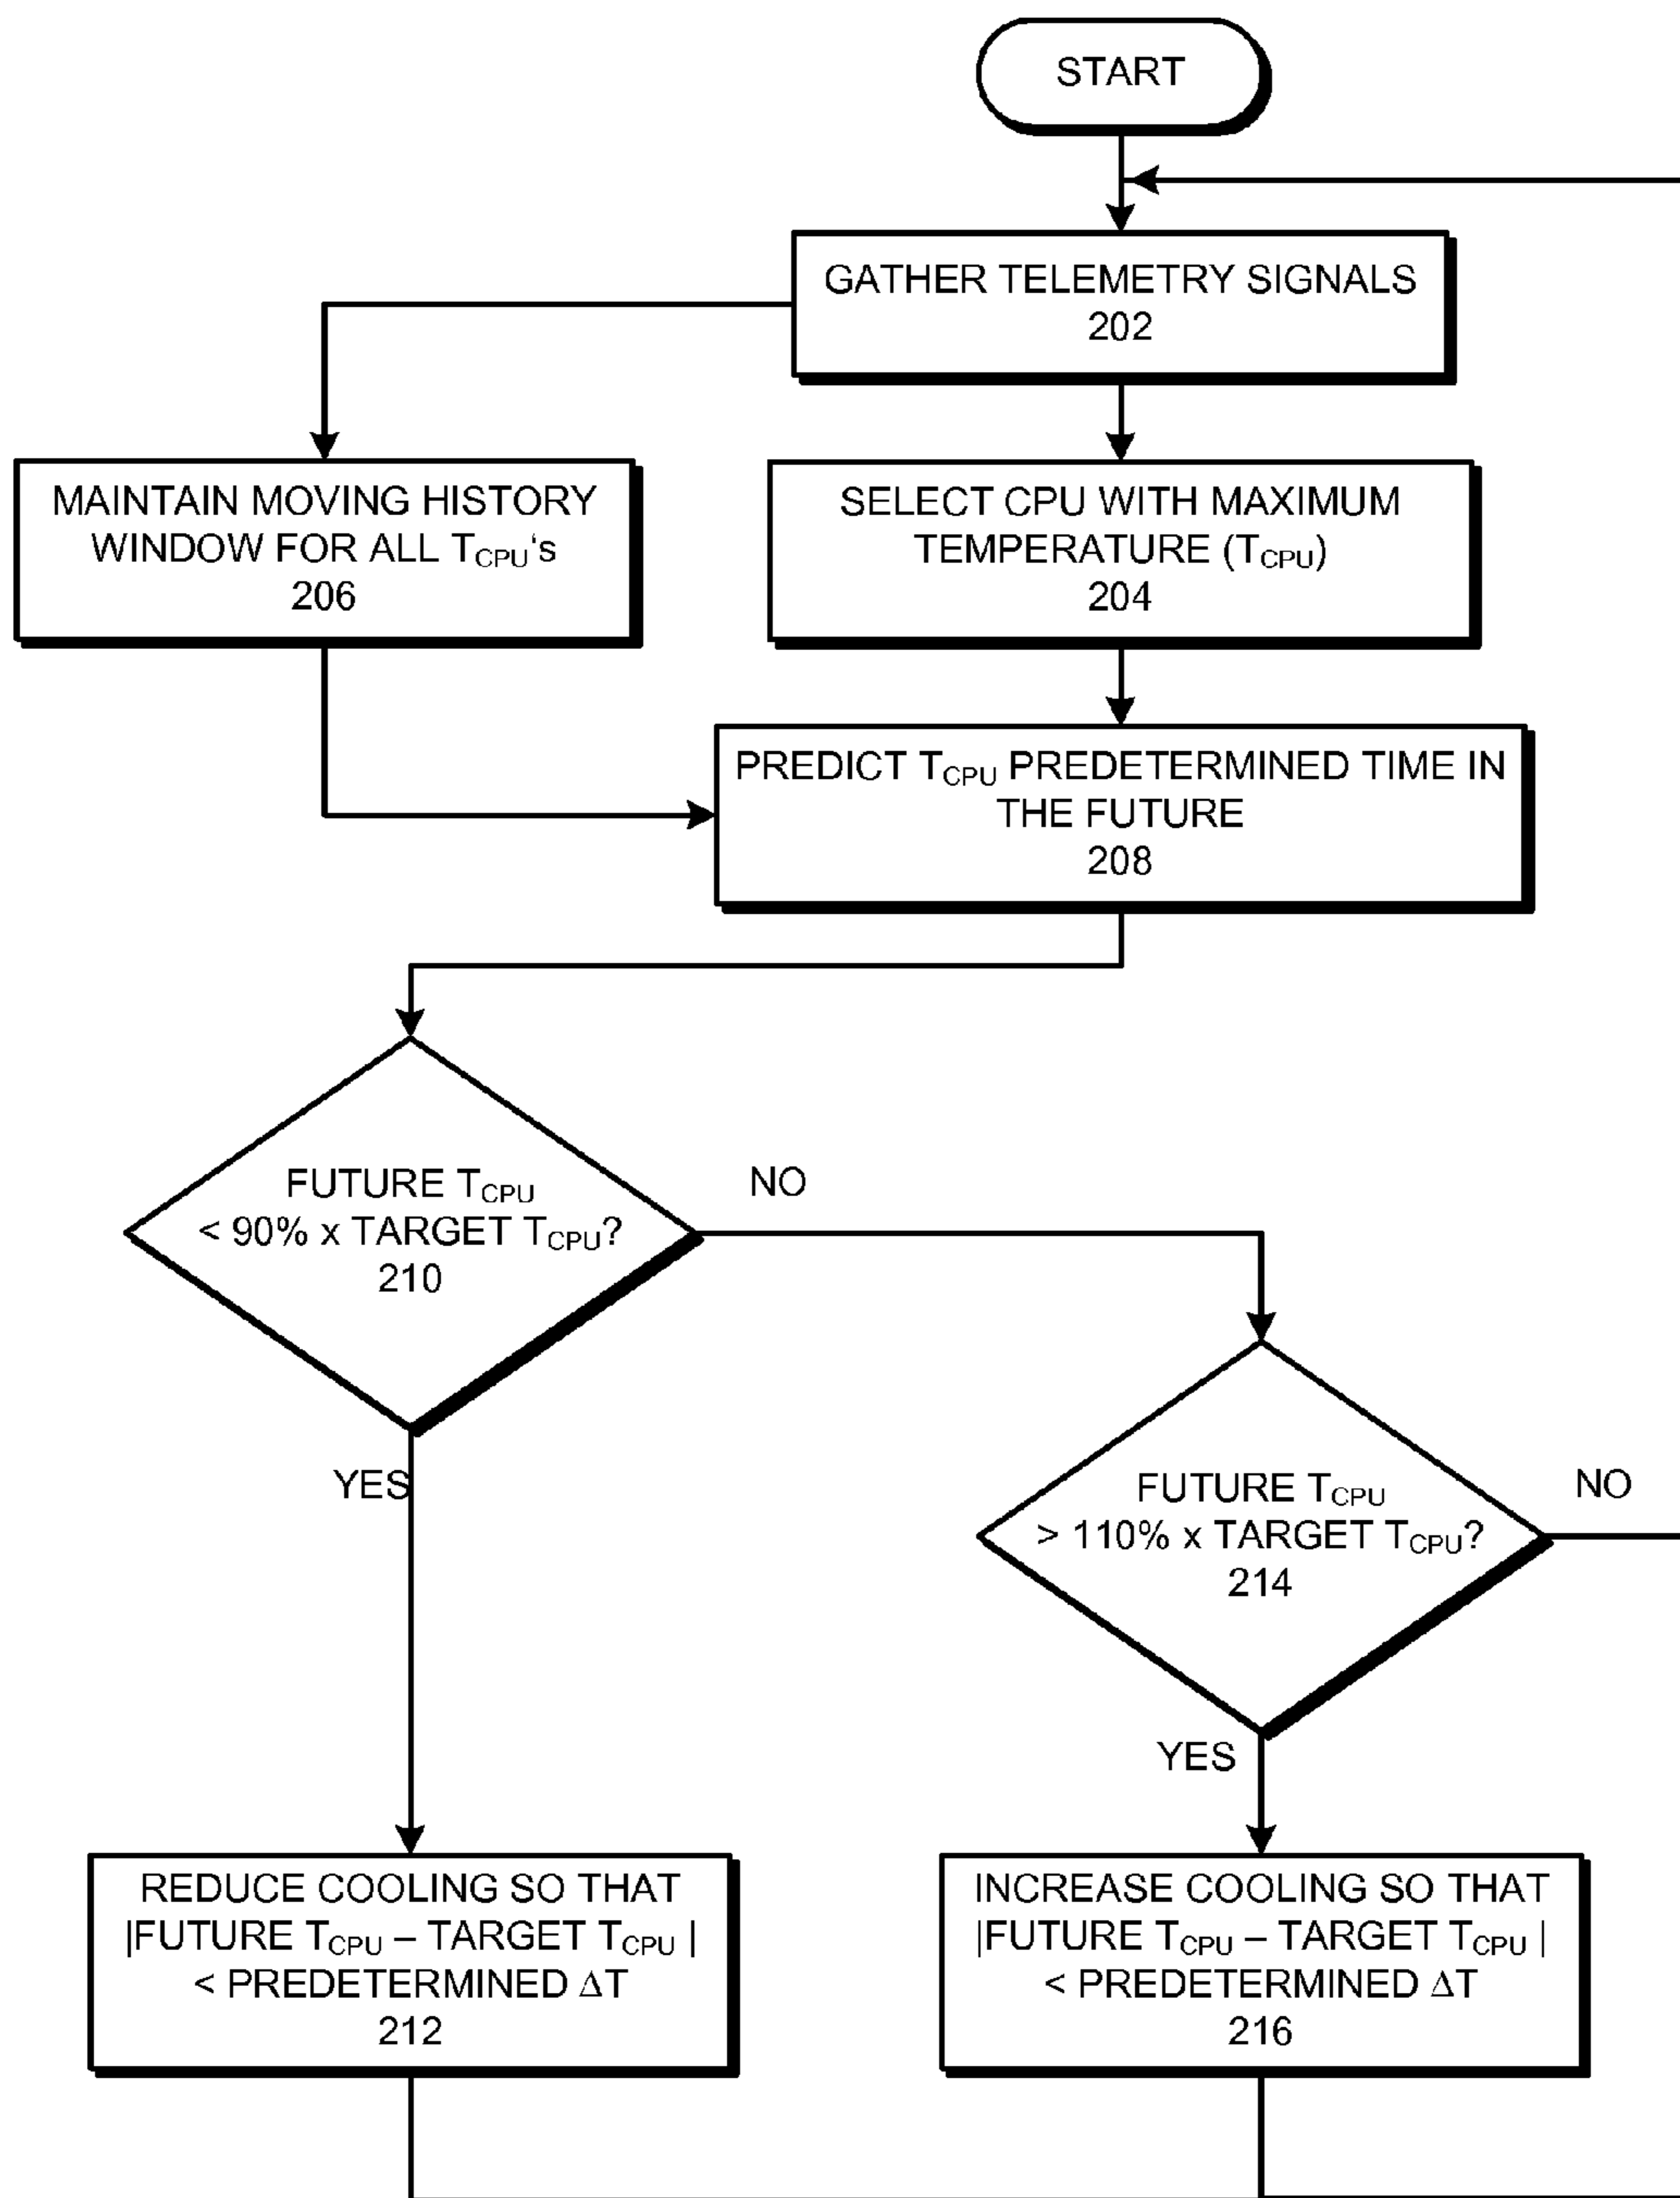 START
GATHER TELEMETRY SIGNALS
202
MAINTAIN MOVING HISTORY
WINDOW FOR ALL TCPU‘s
206
SELECT CPU WITH MAXIMUM
TEMPERATURE (TCPU)
204
PREDICT TCPU PREDETERMINED TIME IN
THE FUTURE
208
FUTURE TCPU
< 90% x TARGET TCPU?
210
NO
YES
FUTURE TCPU
> 110% x TARGET TCPU?
214
NO
YES
REDUCE COOLING SO THAT
|FUTURE TCPU – TARGET TCPU |
< PREDETERMINED ΔT
212
INCREASE COOLING SO THAT
|FUTURE TCPU – TARGET TCPU |
< PREDETERMINED ΔT
216